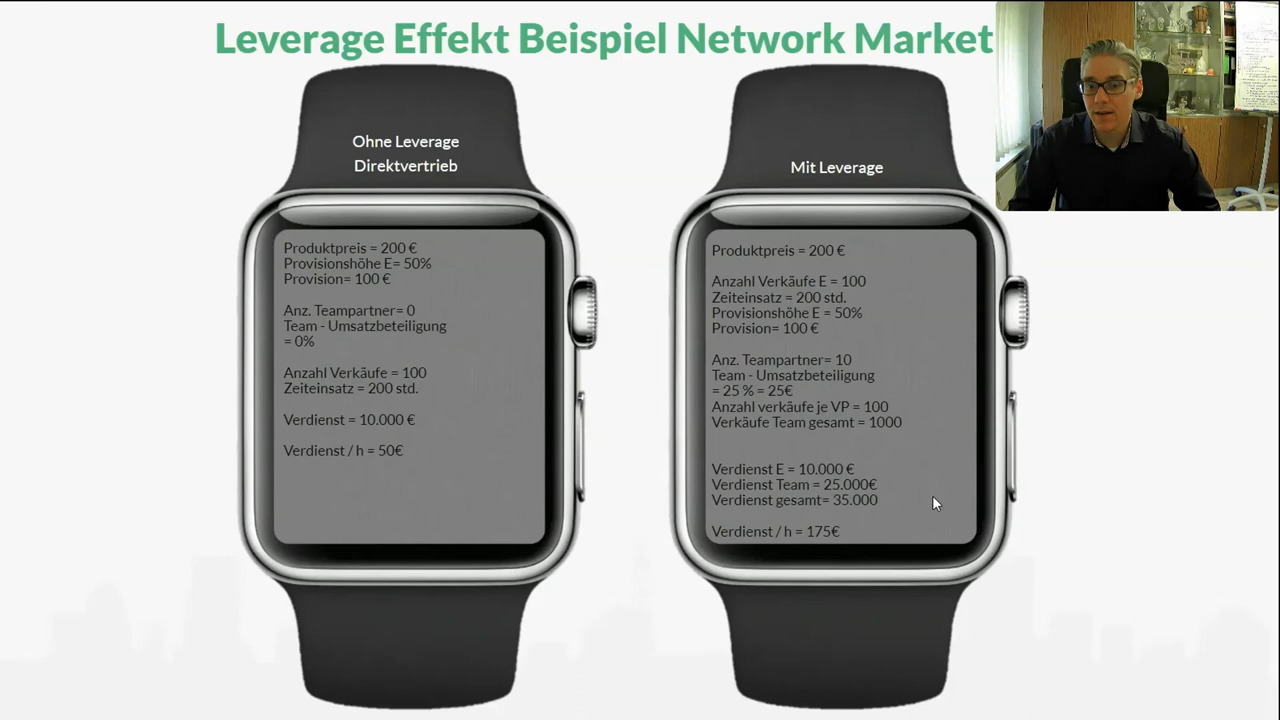 Leverage Effekt Beispiel Network Market
Ohne Leverage
Direktvertrieb
Produktpreis = 200 €
Provisionshöhe E= 50%
Provision= 100 €
Anz. Teampartner= 0
Team - Umsatzbeteiligung
= 0%
Anzahl Verkäufe = 100
Zeiteinsatz = 200 std.
Verdienst = 10.000 €
Verdienst / h = 50€
Mit Leverage
Produktpreis = 200 €
Anzahl Verkäufe E = 100
Zeiteinsatz = 200 std.
Provisionshöhe E = 50%
Provision= 100 €
Anz. Teampartner= 10
Team - Umsatzbeteiligung
= 25 % = 25€
Anzahl verkäufe je VP = 100
Verkäufe Team gesamt = 1000
Verdienst E = 10.000 €
Verdienst Team = 25.000€
Verdienst gesamt= 35.000
Verdienst / h = 175€